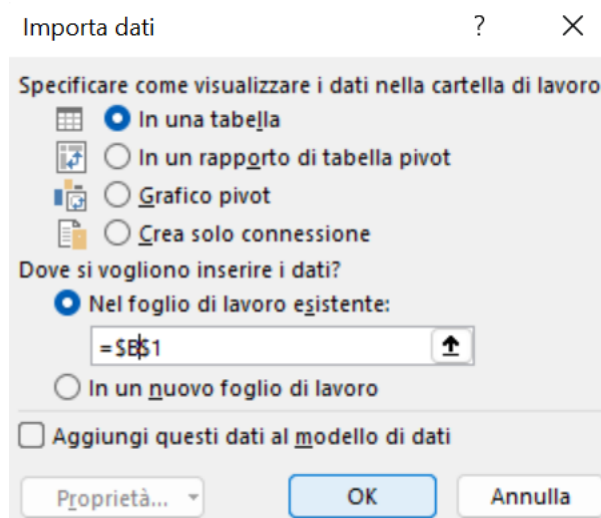 Importa dati ?
Specificare come visualizzare i dati nella cartella di lavoro
In una tabella
In un rapporto di tabella pivot
Grafico pivot
Crea solo connessione
Dove si vogliono inserire i dati?
Nel foglio di lavoro esistente:
=$B$1
In un nuovo foglio di lavoro
Aggiungi questi dati al modello di dati
Proprietà... OK Annulla